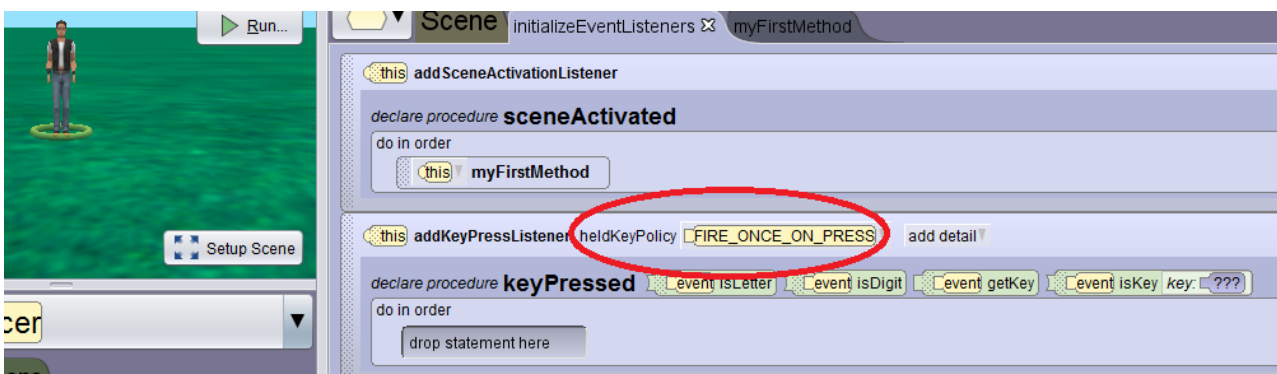 Run...
Scene initializeEventListeners myFirstMethod
this addSceneActivationListener
declare procedure sceneActivated
do in order
this myFirstMethod
Setup Scene
this addKeyPressListener heldKeyPolicy FIRE_ONCE_ON_PRESS add detail
declare procedure keyPressed event isLetter event isDigit event getKey event isKey key: ???
cer
do in order
drop statement here